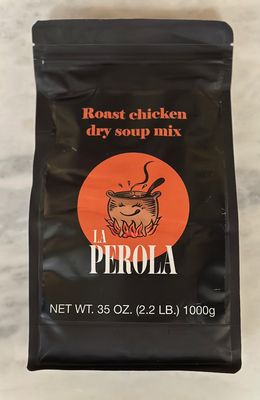 Roast chicken
dry soup mix
LA
PEROLA
NET WT. 35 OZ. (2.2 LB.) 1000g